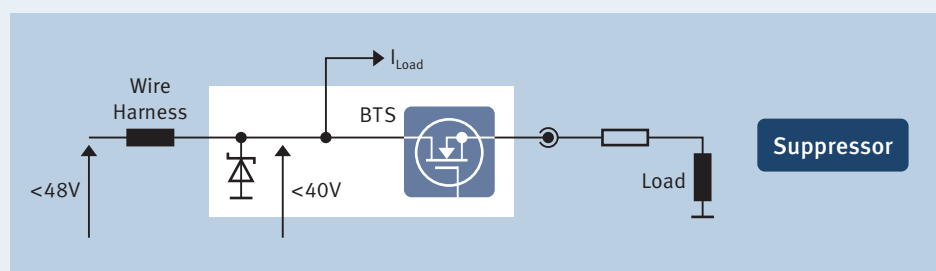 I_Load
Wire
Harness
BTS
Suppressor
<48V
<40V
Load